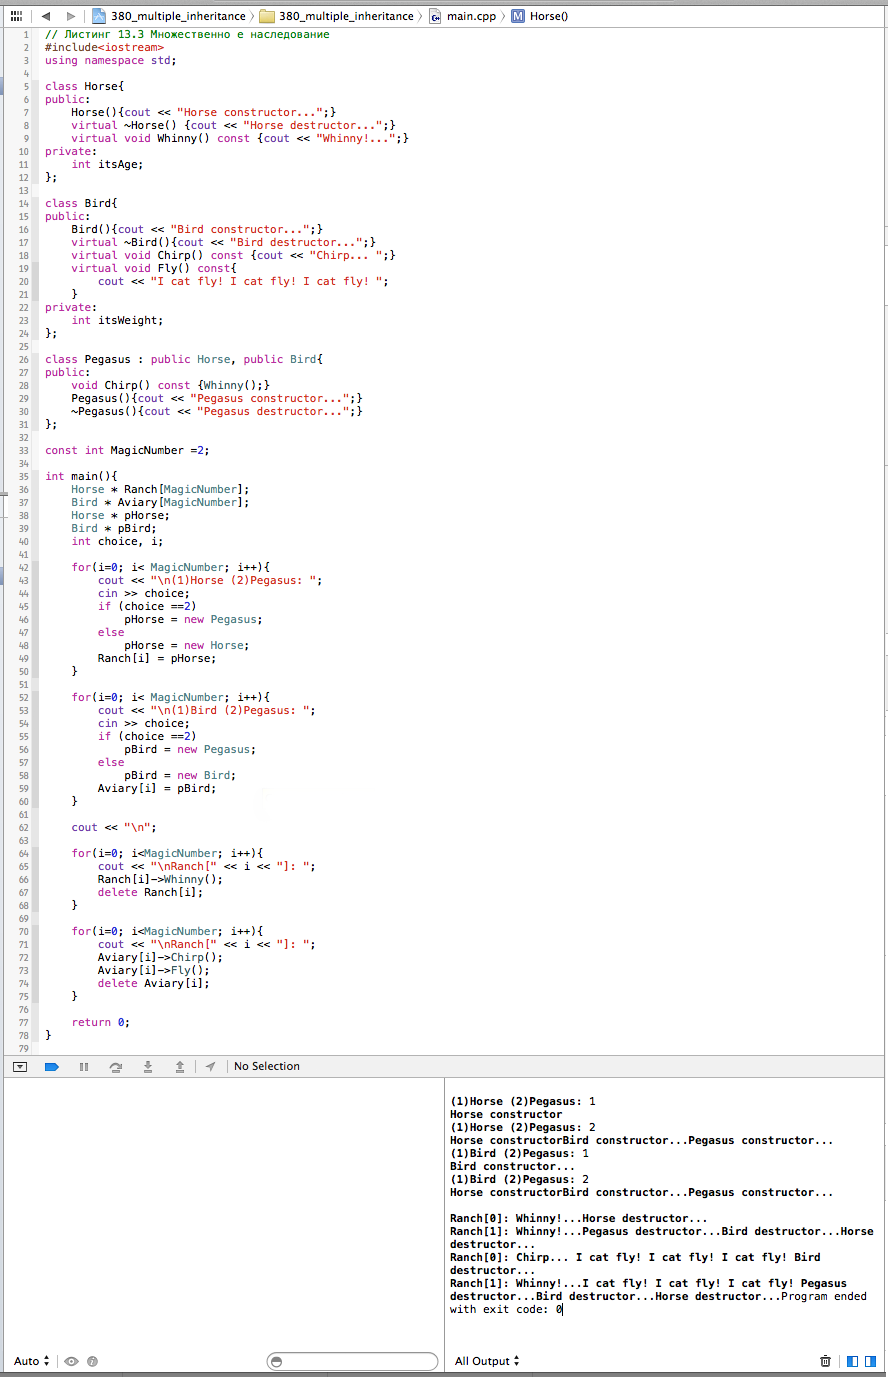 380_multiple_inheritance 380_multiple_inheritance main.cpp M Horse()
1 // Листинг 13.3 Множественно е наследование
2 #include<iostream>
3 using namespace std;
4
5 class Horse{
6 public:
7 Horse(){cout << "Horse constructor...";}
8 virtual ~Horse() {cout << "Horse destructor...";}
9 virtual void Whinny() const {cout << "Whinny!...";}
10 private:
11 int itsAge;
12 };
13
14 class Bird{
15 public:
16 Bird(){cout << "Bird constructor...";}
17 virtual ~Bird(){cout << "Bird destructor...";}
18 virtual void Chirp() const {cout << "Chirp... ";}
19 virtual void Fly() const{
20 cout << "I cat fly! I cat fly! I cat fly! ";
21 }
22 private:
23 int itsWeight;
24 };
25
26 class Pegasus : public Horse, public Bird{
27 public:
28 void Chirp() const {Whinny();}
29 Pegasus(){cout << "Pegasus constructor...";}
30 ~Pegasus(){cout << "Pegasus destructor...";}
31 };
32
33 const int MagicNumber =2;
34
35 int main(){
36 Horse * Ranch[MagicNumber];
37 Bird * Aviary[MagicNumber];
38 Horse * pHorse;
39 Bird * pBird;
40 int choice, i;
41
42 for(i=0; i< MagicNumber; i++){
43 cout << "\n(1)Horse (2)Pegasus: ";
44 cin >> choice;
45 if (choice ==2)
46 pHorse = new Pegasus;
47 else
48 pHorse = new Horse;
49 Ranch[i] = pHorse;
50 }
51
52 for(i=0; i< MagicNumber; i++){
53 cout << "\n(1)Bird (2)Pegasus: ";
54 cin >> choice;
55 if (choice ==2)
56 pBird = new Pegasus;
57 else
58 pBird = new Bird;
59 Aviary[i] = pBird;
60 }
61
62 cout << "\n";
63
64 for(i=0; i<MagicNumber; i++){
65 cout << "\nRanch[" << i << "]: ";
66 Ranch[i]->Whinny();
67 delete Ranch[i];
68 }
69
70 for(i=0; i<MagicNumber; i++){
71 cout << "\nRanch[" << i << "]: ";
72 Aviary[i]->Chirp();
73 Aviary[i]->Fly();
74 delete Aviary[i];
75 }
76
77 return 0;
78 }
79
No Selection
(1)Horse (2)Pegasus: 1
Horse constructor
(1)Horse (2)Pegasus: 2
Horse constructorBird constructor...Pegasus constructor...
(1)Bird (2)Pegasus: 1
Bird constructor...
(1)Bird (2)Pegasus: 2
Horse constructorBird constructor...Pegasus constructor...
Ranch[0]: Whinny!...Horse destructor...
Ranch[1]: Whinny!...Pegasus destructor...Bird destructor...Horse
destructor...
Ranch[0]: Chirp... I cat fly! I cat fly! I cat fly! Bird
destructor...
Ranch[1]: Whinny!...I cat fly! I cat fly! I cat fly! Pegasus
destructor...Bird destructor...Horse destructor...Program ended
with exit code: 0
Auto All Output